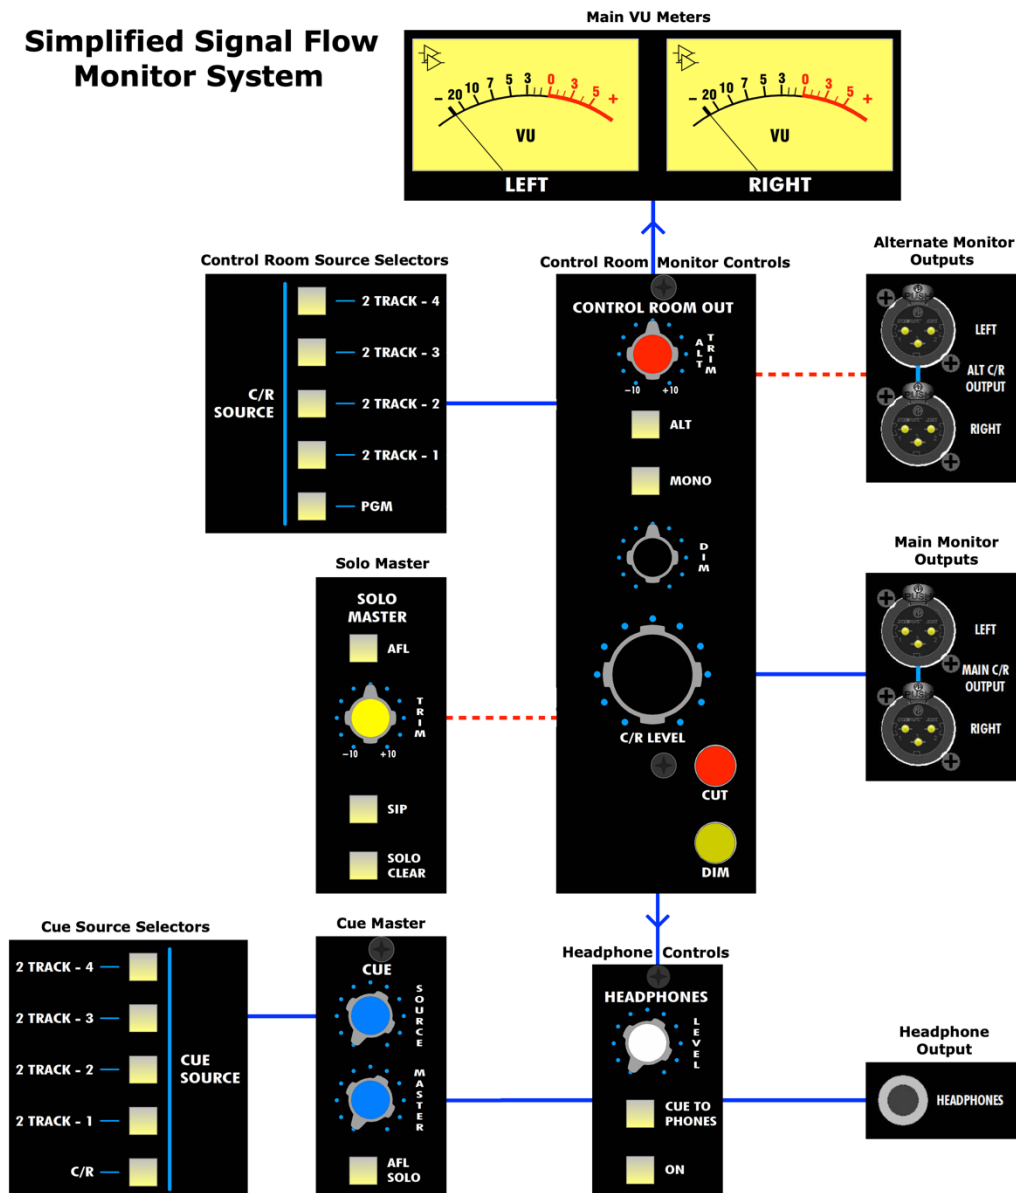 Simplified Signal Flow
Monitor System
Main VU Meters
– 20 10 7 5 3 0 3 5 +
VU
LEFT
– 20 10 7 5 3 0 3 5 +
VU
RIGHT
Control Room Source Selectors
2 TRACK - 4
2 TRACK - 3
C/R
SOURCE
2 TRACK - 2
2 TRACK - 1
PGM
Control Room Monitor Controls
CONTROL ROOM OUT
ALT
TRIM
-10 +10
ALT
MONO
DIM
C/R LEVEL
CUT
DIM
Alternate Monitor
Outputs
PUSH
LEFT
ALT C/R
OUTPUT
PUSH
RIGHT
Main Monitor
Outputs
PUSH
LEFT
MAIN C/R
OUTPUT
PUSH
RIGHT
Solo Master
SOLO
MASTER
AFL
TRIM
-10 +10
SIP
SOLO
CLEAR
Cue Source Selectors
2 TRACK - 4
2 TRACK - 3
2 TRACK - 2
CUE
SOURCE
2 TRACK - 1
C/R
Cue Master
CUE
SOURCE
MASTER
AFL
SOLO
Headphone Controls
HEADPHONES
LEVEL
CUE TO
PHONES
ON
Headphone
Output
HEADPHONES